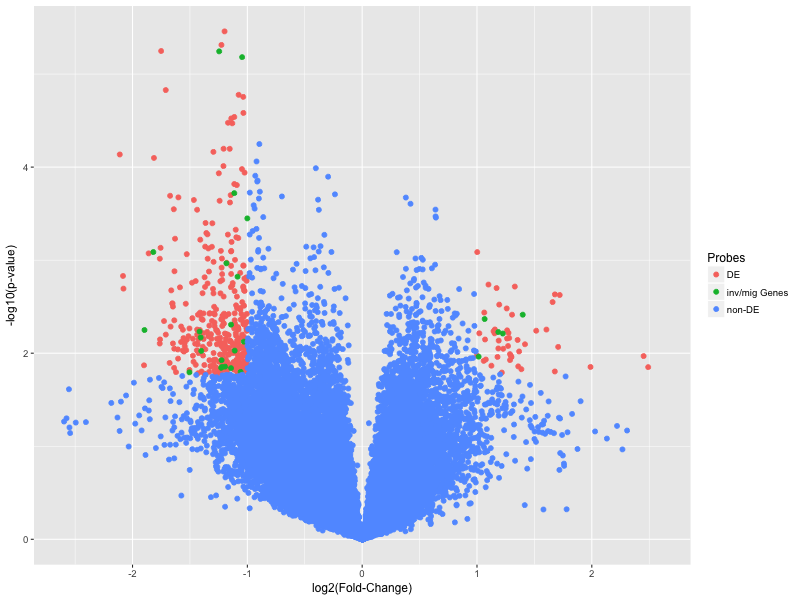 -log10(p-value)
4
2
0
-2
-1
0
1
2
log2(Fold-Change)
Probes
DE
inv/mig Genes
non-DE